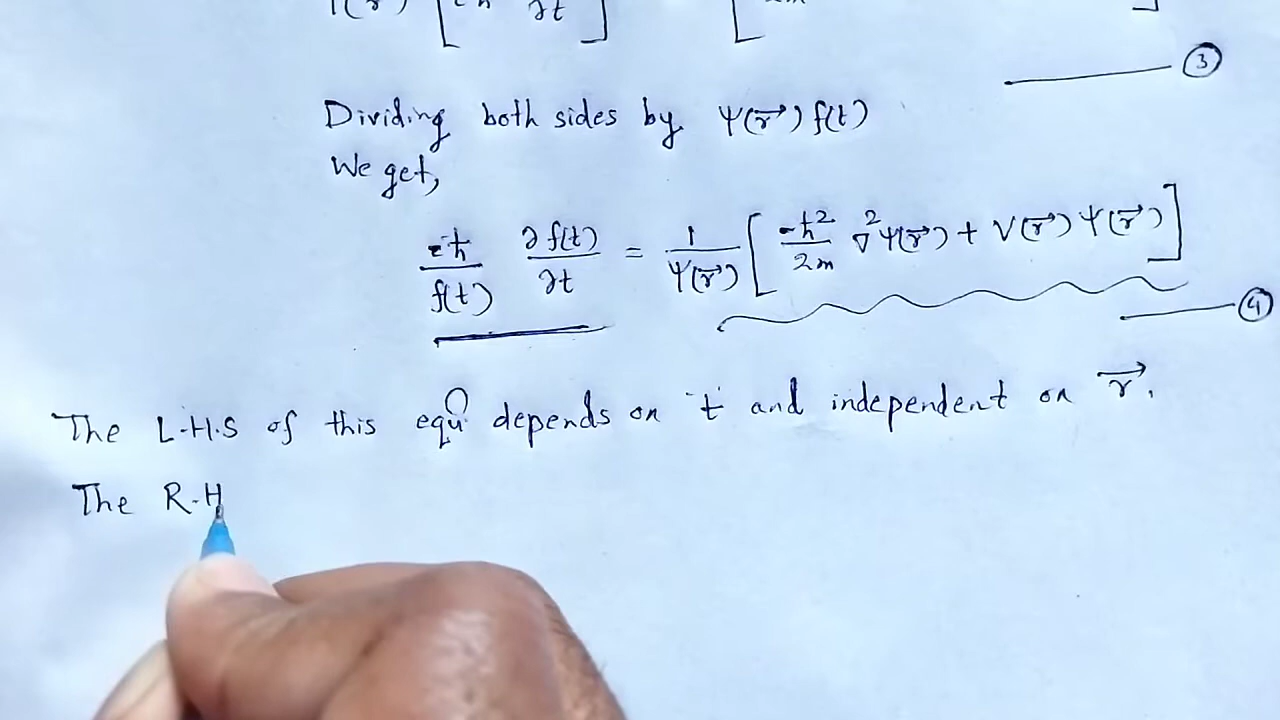 ③
Dividing both sides by ψ(r⃗) f(t)
We get,
iħ/f(t) ∂f(t)/∂t = 1/ψ(r⃗) [ -ħ²/2m ∇²ψ(r⃗) + V(r⃗) ψ(r⃗) ]
④
The L.H.S of this equⁿ depends on 't' and independent on r⃗.
The R.H